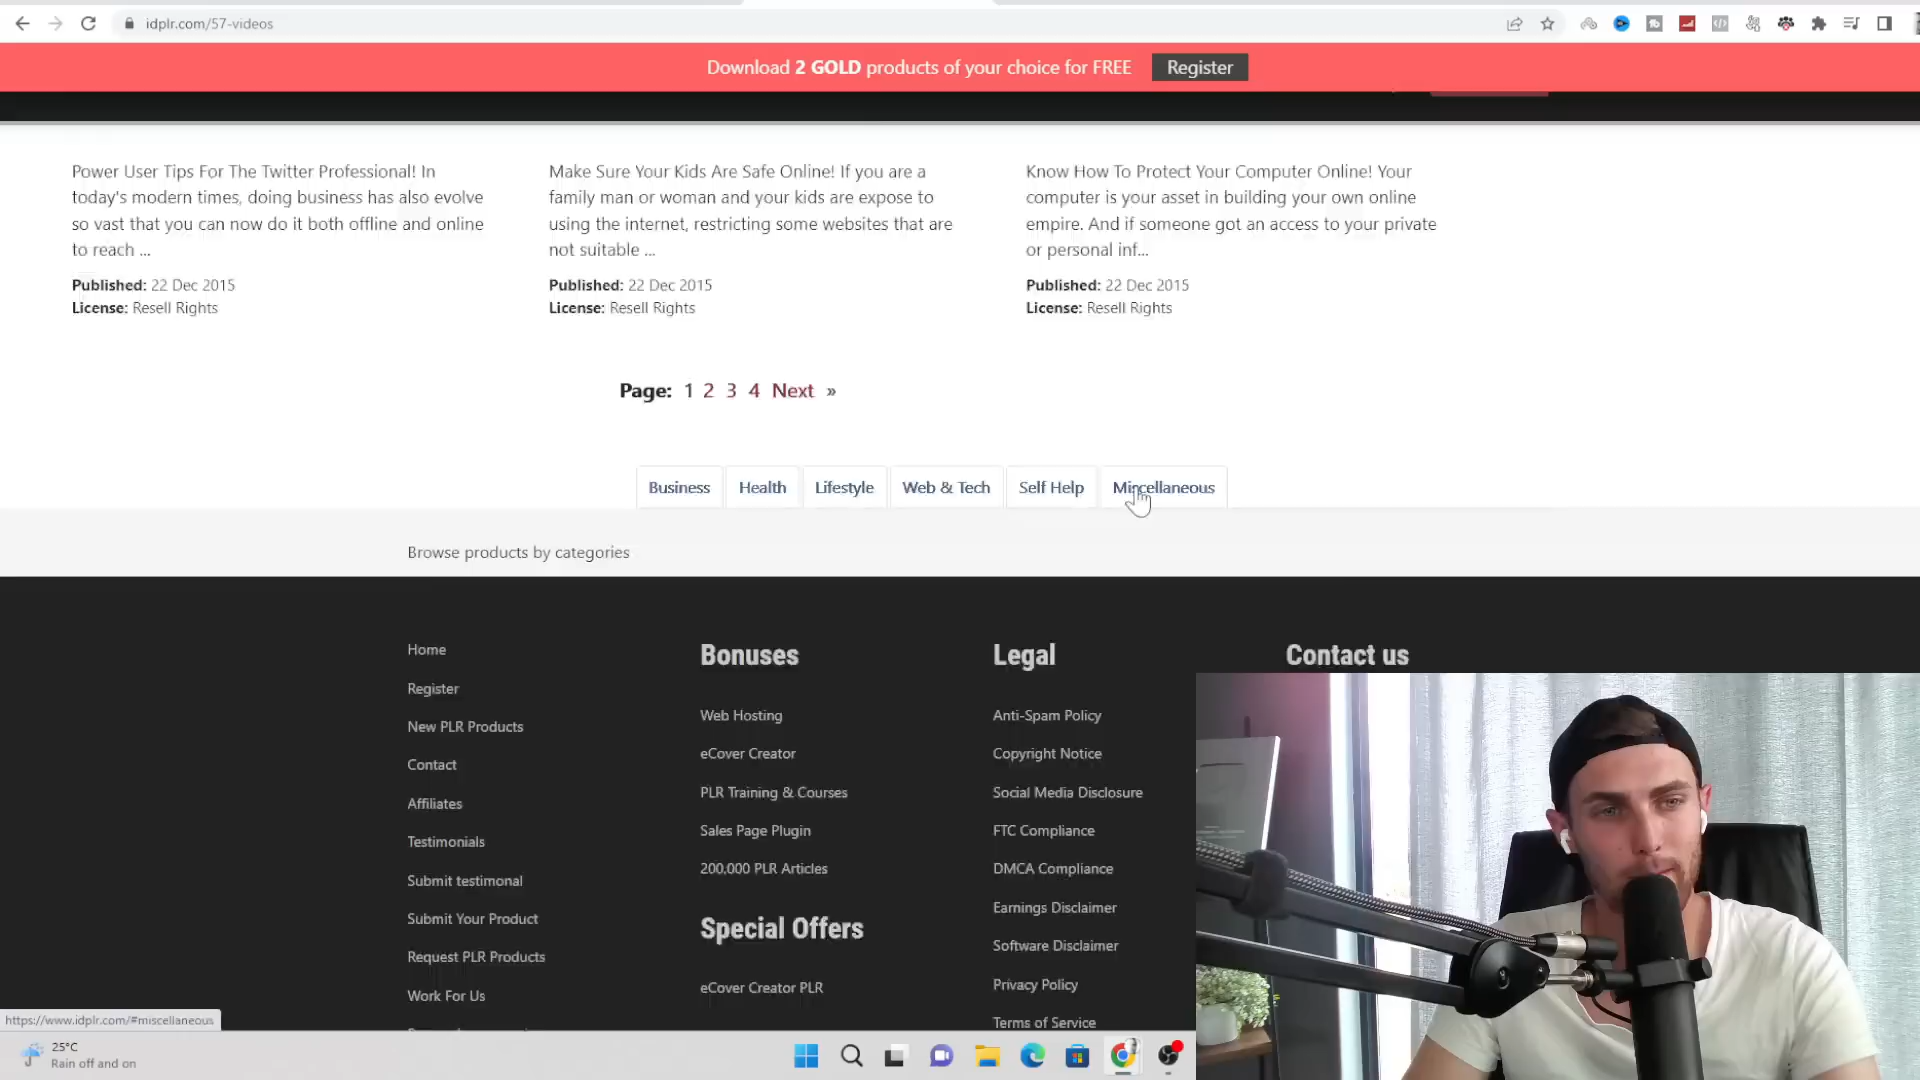 idplr.com/57-videos
Download 2 GOLD products of your choice for FREE Register
Power User Tips For The Twitter Professional! In
today's modern times, doing business has also evolve
so vast that you can now do it both offline and online
to reach ...
Published: 22 Dec 2015
License: Resell Rights
Make Sure Your Kids Are Safe Online! If you are a
family man or woman and your kids are expose to
using the internet, restricting some websites that are
not suitable ...
Published: 22 Dec 2015
License: Resell Rights
Know How To Protect Your Computer Online! Your
computer is your asset in building your own online
empire. And if someone got an access to your private
or personal inf...
Published: 22 Dec 2015
License: Resell Rights
Page: 1 2 3 4 Next »
Business Health Lifestyle Web & Tech Self Help Miscellaneous
Browse products by categories
Home
Register
New PLR Products
Contact
Affiliates
Testimonials
Submit testimonal
Submit Your Product
Request PLR Products
Work For Us
Bonuses
Web Hosting
eCover Creator
PLR Training & Courses
Sales Page Plugin
200,000 PLR Articles
Special Offers
eCover Creator PLR
Legal
Anti-Spam Policy
Copyright Notice
Social Media Disclosure
FTC Compliance
DMCA Compliance
Earnings Disclaimer
Software Disclaimer
Privacy Policy
Terms of Service
Contact us
https://www.idplr.com/#miscellaneous
25°C
Rain off and on